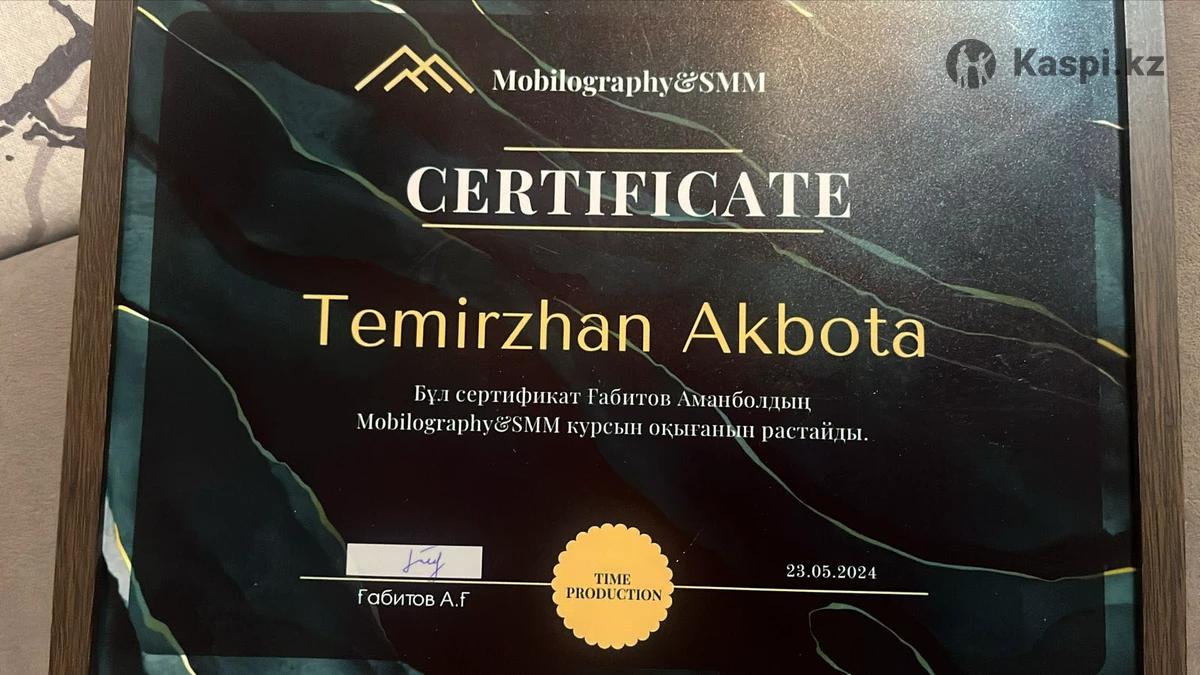 Kaspi.kz
Mobilography&SMM
CERTIFICATE
Temirzhan Akbota
Бұл сертификат Ғабитов Аманболдың
Mobilography&SMM курсын оқығанын растайды.
Ғабитов А.Ғ
TIME
PRODUCTION
23.05.2024